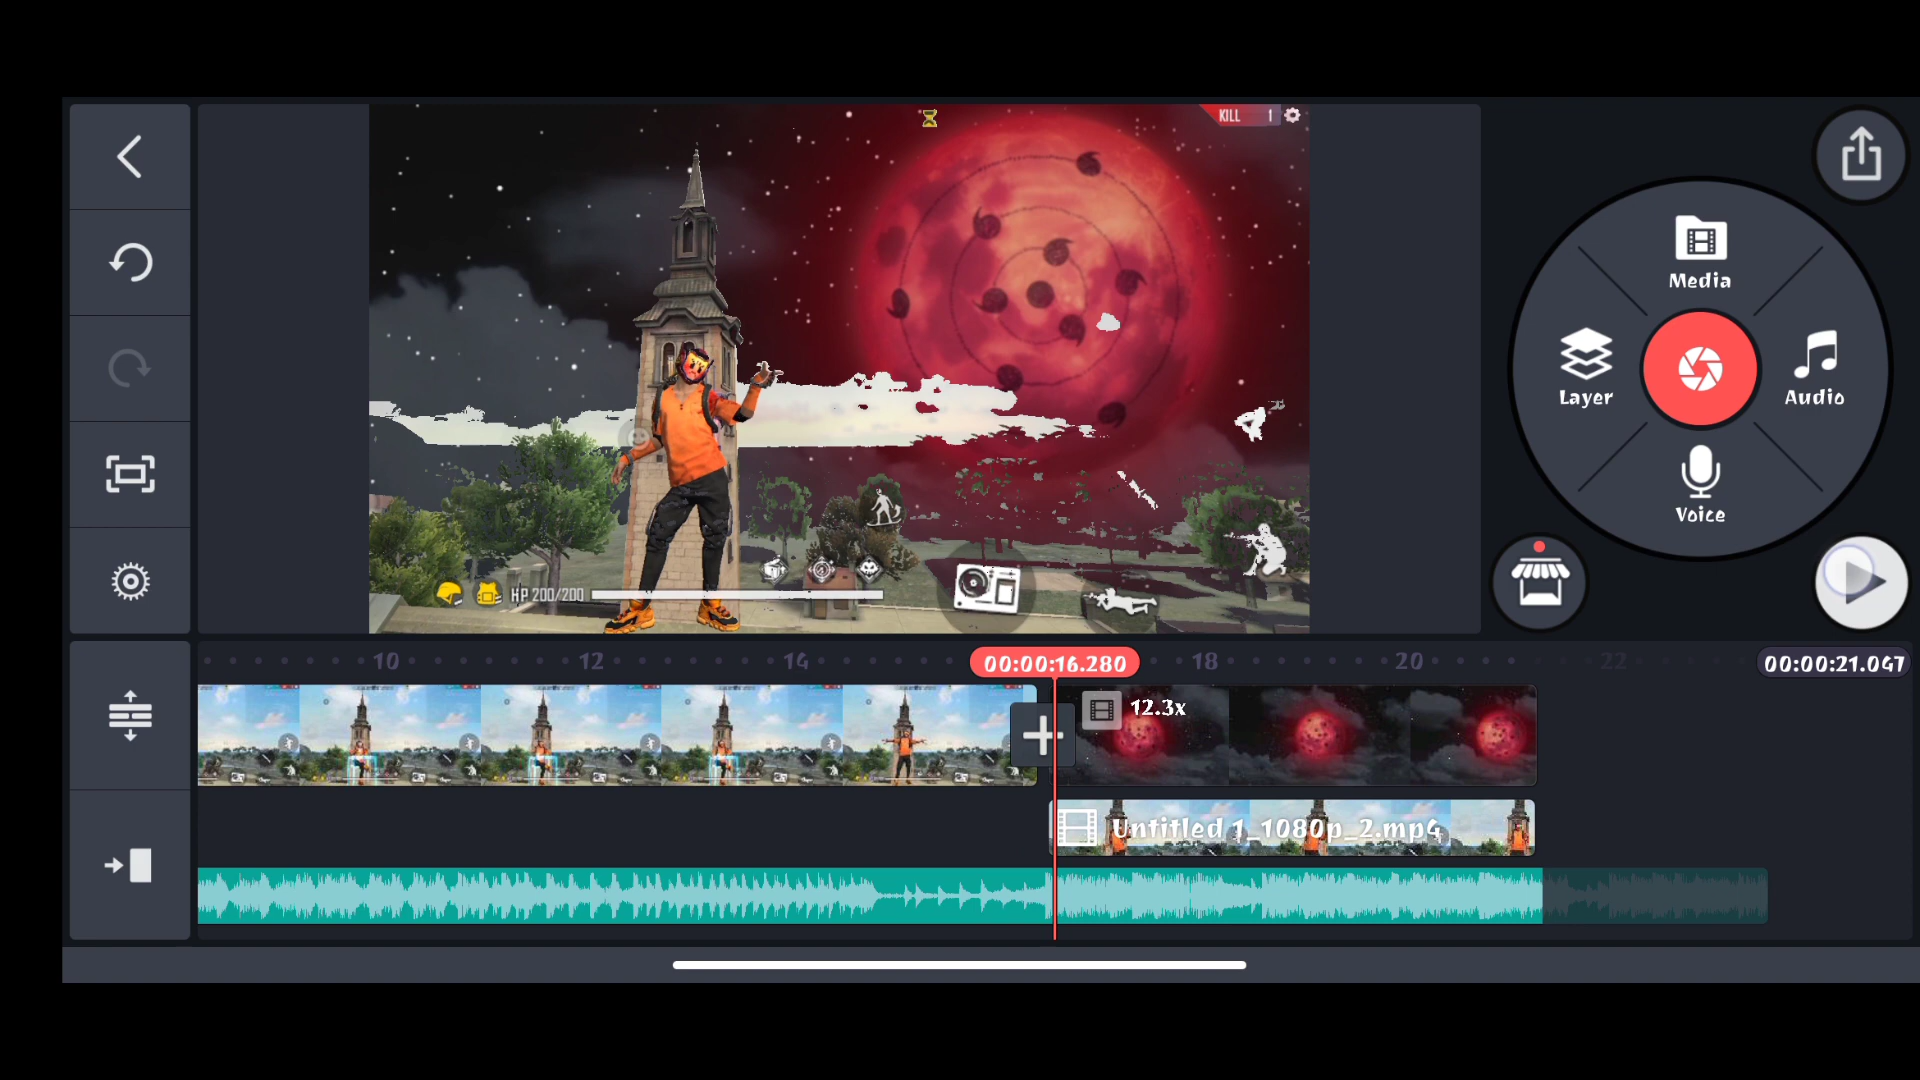 KILL 1
Media
Layer
Audio
Voice
HP 200/200
10 12 14 00:00:16.280 18 20 22 00:00:21.047
12.3x
Untitled 1_1080p_2.mp4